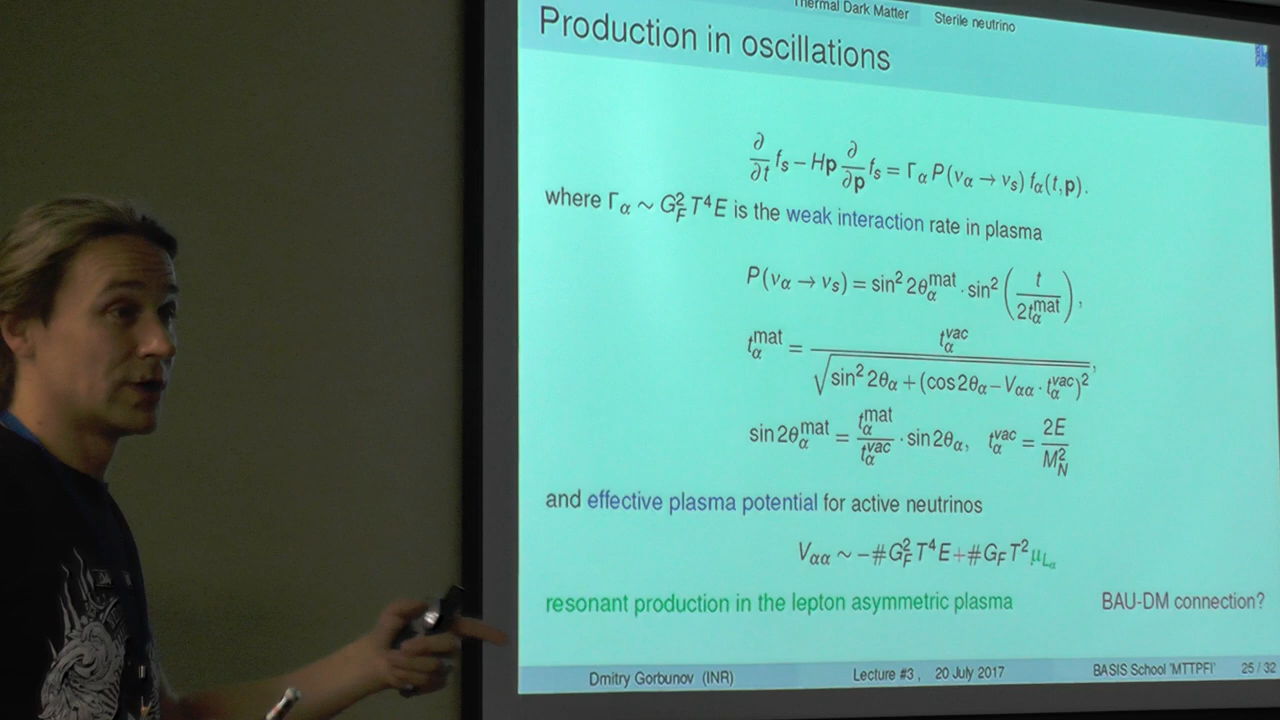 Thermal Dark Matter Sterile neutrino
Production in oscillations
∂/∂t f_s − Hp ∂/∂p f_s = Γ_α P(ν_α → ν_s) f_α(t,p).
where Γ_α ∼ G_F^2 T^4 E is the weak interaction rate in plasma
P(ν_α → ν_s) = sin^2 2θ_α^mat · sin^2 (t / 2t_α^mat),
t_α^mat = t_α^vac / √(sin^2 2θ_α + (cos 2θ_α − V_αα · t_α^vac)^2),
sin 2θ_α^mat = t_α^mat / t_α^vac · sin 2θ_α, t_α^vac = 2E / M_N^2
and effective plasma potential for active neutrinos
V_αα ∼ −#G_F^2 T^4 E + #G_F T^2 μ_L_α
resonant production in the lepton asymmetric plasma BAU-DM connection?
Dmitry Gorbunov (INR) Lecture #3 , 20 July 2017 BASIS School 'MTTPFI' 25 / 32